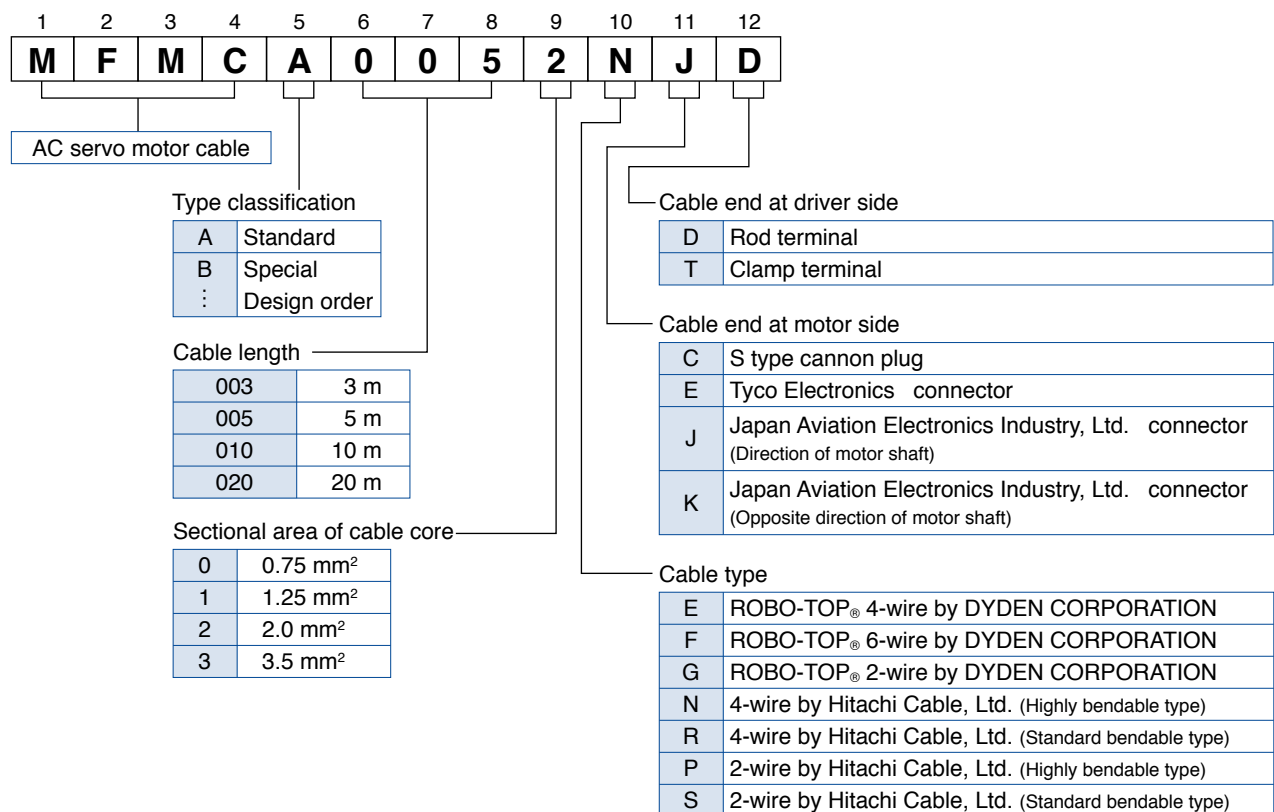 1 2 3 4 5 6 7 8 9 10 11 12
M F M C A 0 0 5 2 N J D
AC servo motor cable
Type classification
A Standard
B Special
⋮ Design order
Cable length
003 3 m
005 5 m
010 10 m
020 20 m
Sectional area of cable core
0 0.75 mm²
1 1.25 mm²
2 2.0 mm²
3 3.5 mm²
Cable end at driver side
D Rod terminal
T Clamp terminal
Cable end at motor side
C S type cannon plug
E Tyco Electronics connector
J Japan Aviation Electronics Industry, Ltd. connector
(Direction of motor shaft)
K Japan Aviation Electronics Industry, Ltd. connector
(Opposite direction of motor shaft)
Cable type
E ROBO-TOP® 4-wire by DYDEN CORPORATION
F ROBO-TOP® 6-wire by DYDEN CORPORATION
G ROBO-TOP® 2-wire by DYDEN CORPORATION
N 4-wire by Hitachi Cable, Ltd. (Highly bendable type)
R 4-wire by Hitachi Cable, Ltd. (Standard bendable type)
P 2-wire by Hitachi Cable, Ltd. (Highly bendable type)
S 2-wire by Hitachi Cable, Ltd. (Standard bendable type)